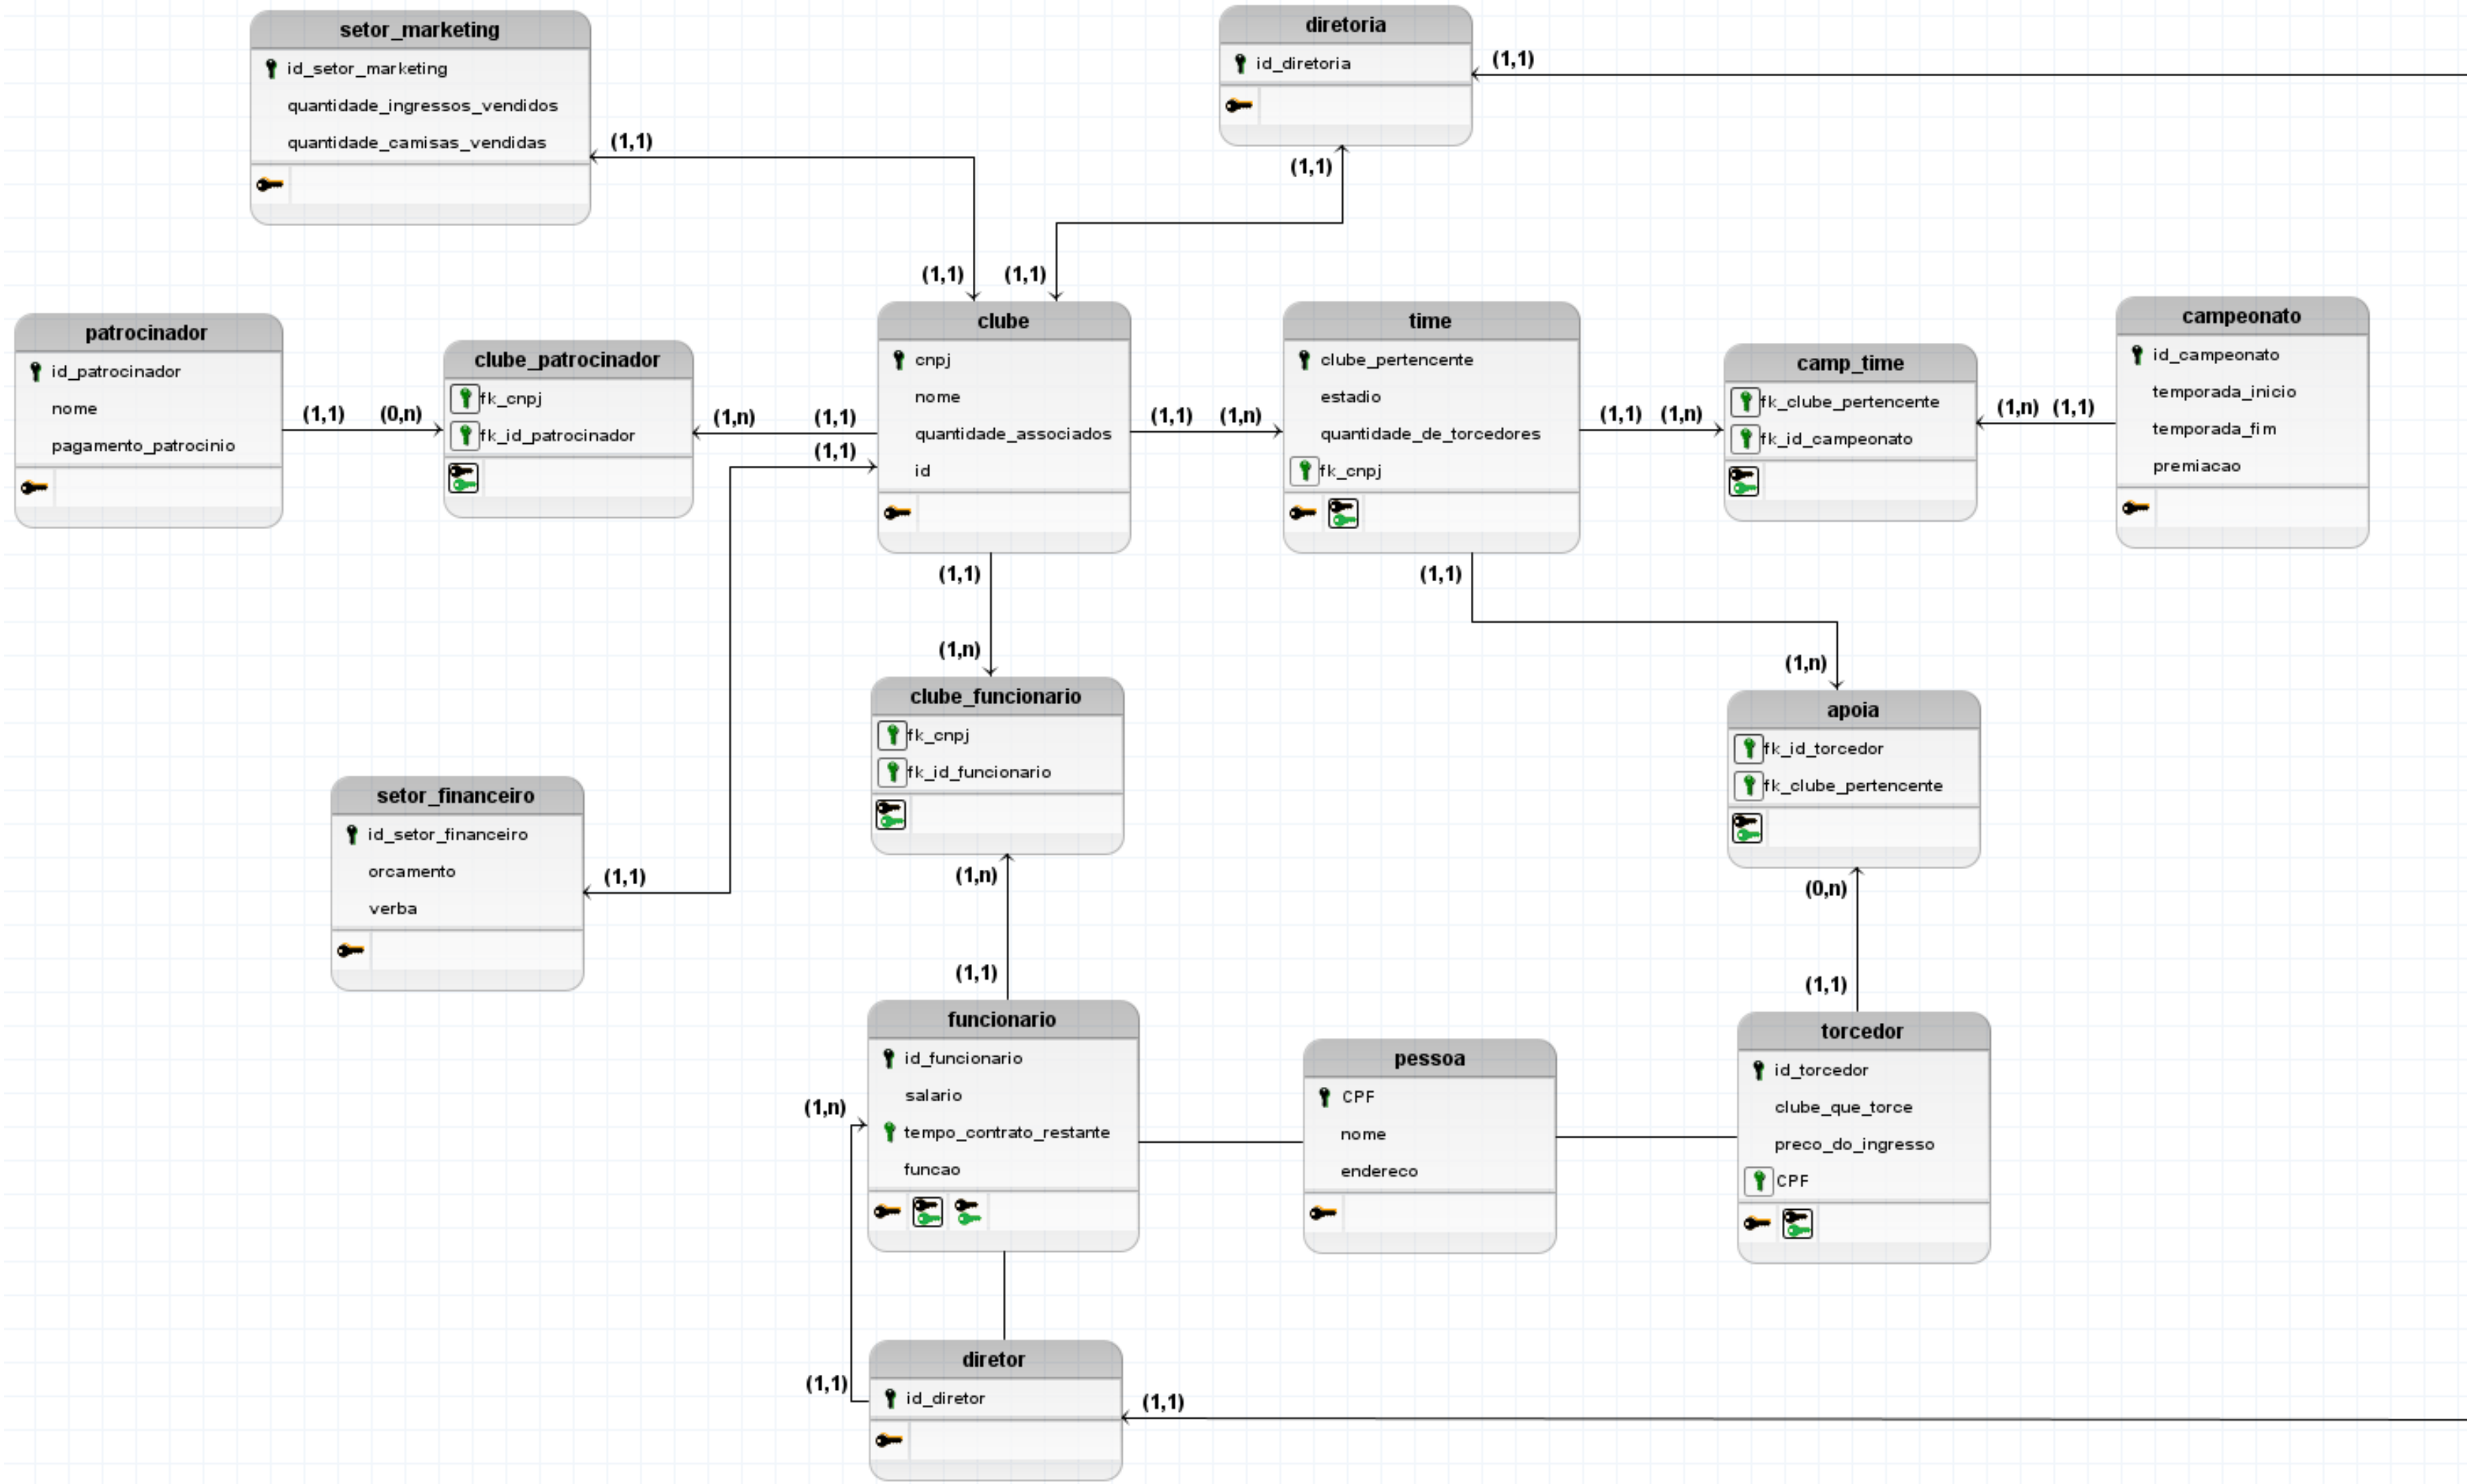 setor_marketing
id_setor_marketing
quantidade_ingressos_vendidos
quantidade_camisas_vendidas
(1,1)
diretoria
id_diretoria
(1,1)
(1,1)
(1,1)
(1,1)
patrocinador
id_patrocinador
nome
pagamento_patrocinio
(1,1)
(0,n)
clube_patrocinador
fk_cnpj
fk_id_patrocinador
(1,n)
(1,1)
(1,1)
clube
cnpj
nome
quantidade_associados
id
(1,1)
(1,n)
time
clube_pertencente
estadio
quantidade_de_torcedores
fk_cnpj
(1,1)
(1,n)
camp_time
fk_clube_pertencente
fk_id_campeonato
(1,n)
(1,1)
campeonato
id_campeonato
temporada_inicio
temporada_fim
premiacao
(1,1)
(1,n)
(1,1)
(1,n)
clube_funcionario
fk_cnpj
fk_id_funcionario
apoia
fk_id_torcedor
fk_clube_pertencente
setor_financeiro
id_setor_financeiro
orcamento
verba
(1,1)
(1,n)
(1,1)
(0,n)
(1,1)
funcionario
id_funcionario
salario
tempo_contrato_restante
funcao
(1,n)
pessoa
CPF
nome
endereco
torcedor
id_torcedor
clube_que_torce
preco_do_ingresso
CPF
diretor
id_diretor
(1,1)
(1,1)